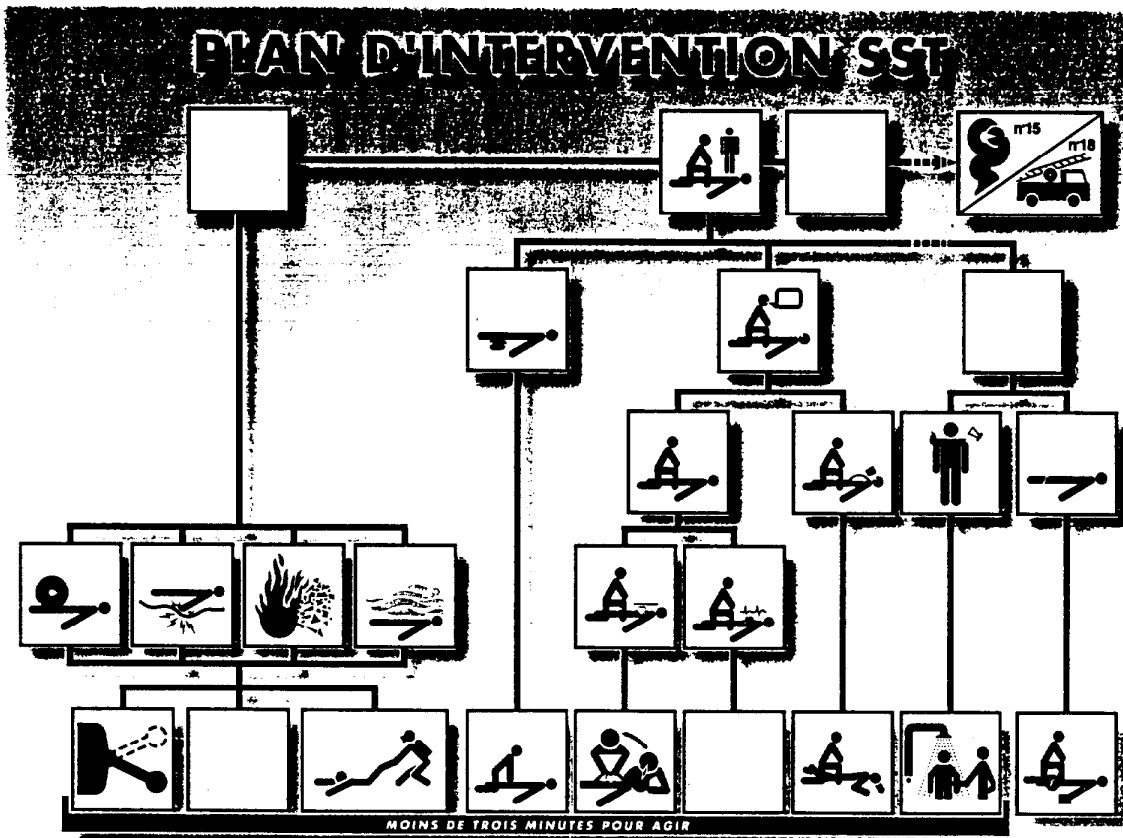 PLAN D'INTERVENTION SST
n°15
n°18
MOINS DE TROIS MINUTES POUR AGIR